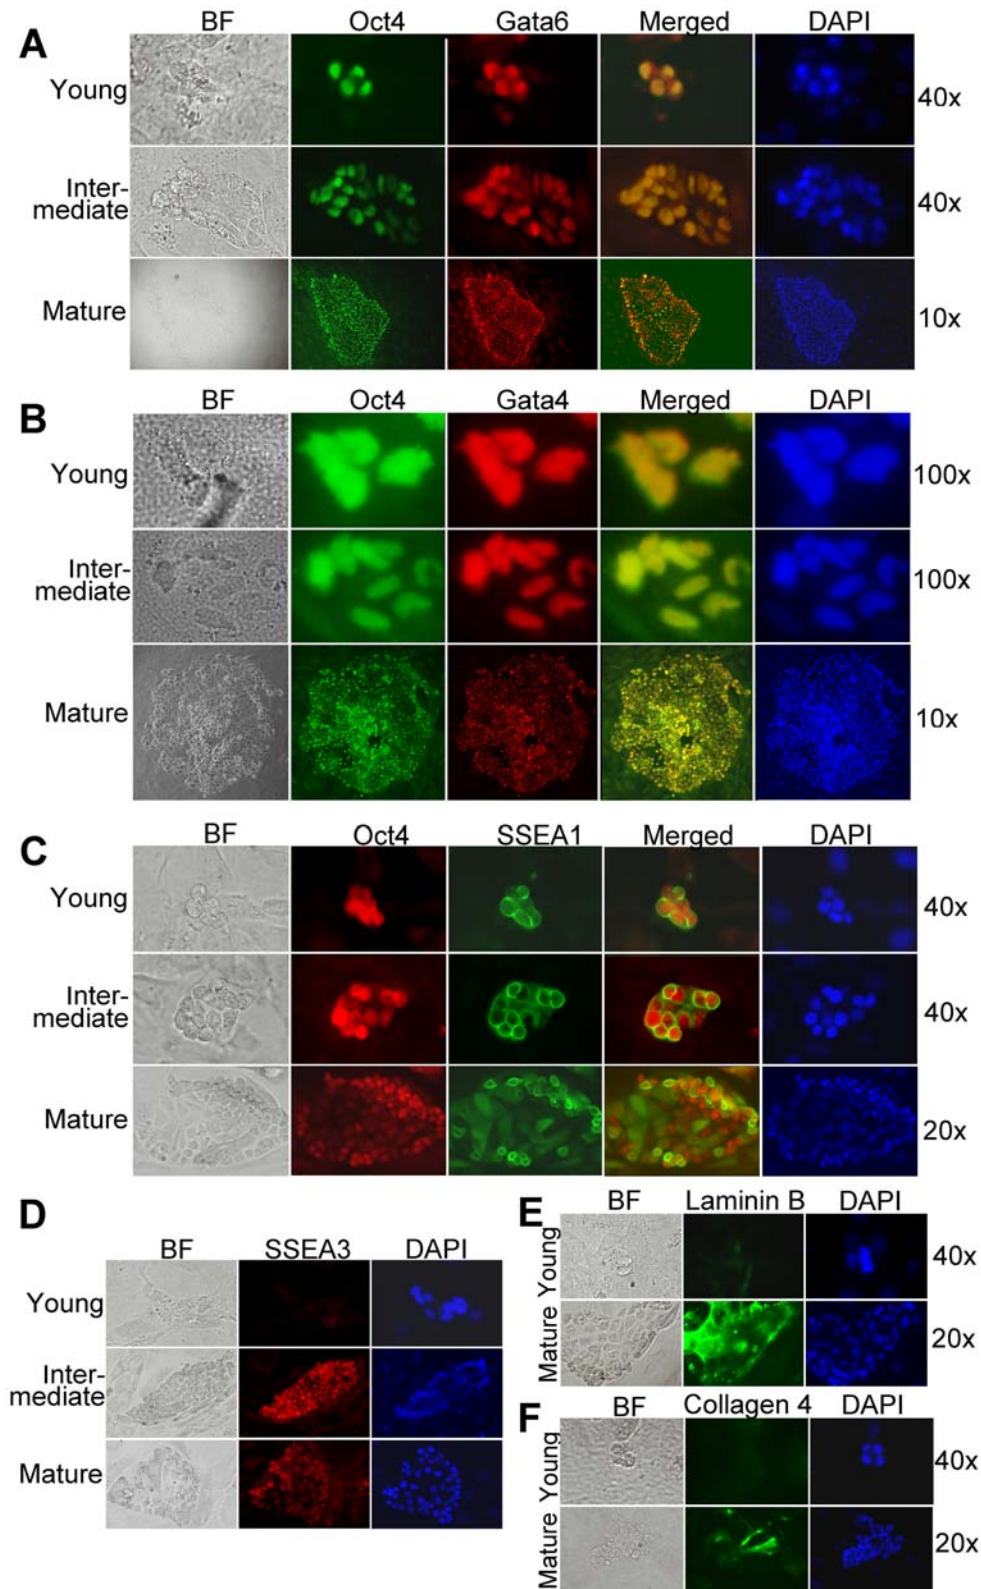 A
BF Oct4 Gata6 Merged DAPI
Young 40x
Inter-
mediate 40x
Mature 10x
B
BF Oct4 Gata4 Merged DAPI
Young 100x
Inter-
mediate 100x
Mature 10x
C
BF Oct4 SSEA1 Merged DAPI
Young 40x
Inter-
mediate 40x
Mature 20x
D
BF SSEA3 DAPI
Young
Inter-
mediate
Mature
E
BF Laminin B DAPI
Young 40x
Mature 20x
F
BF Collagen 4 DAPI
Young 40x
Mature 20x